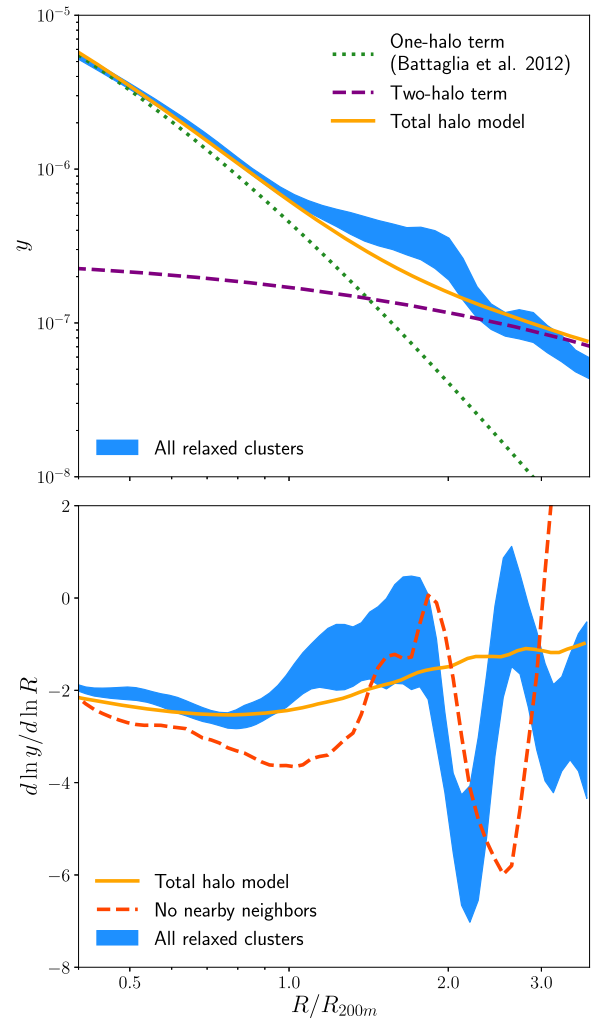 10⁻⁵
One-halo term
(Battaglia et al. 2012)
Two-halo term
Total halo model
10⁻⁶
y
10⁻⁷
All relaxed clusters
10⁻⁸
2
0
−2
d ln y/d ln R
−4
−6
−8
Total halo model
No nearby neighbors
All relaxed clusters
0.5 1.0 2.0 3.0
R/R₂₀₀ₘ